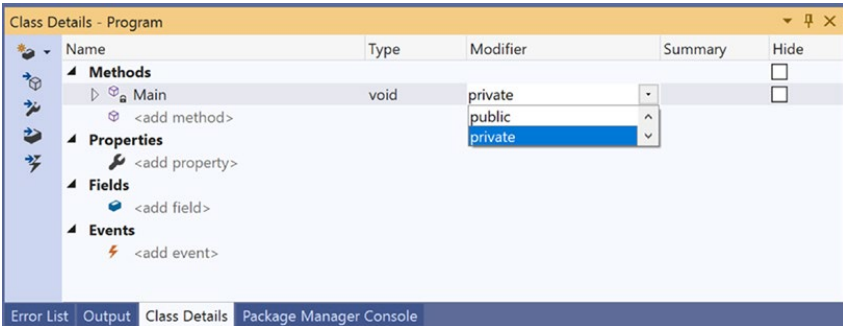 Class Details - Program
Name Type Modifier Summary Hide
Methods
Main void private
<add method> public
private
Properties
<add property>
Fields
<add field>
Events
<add event>
Error List Output Class Details Package Manager Console